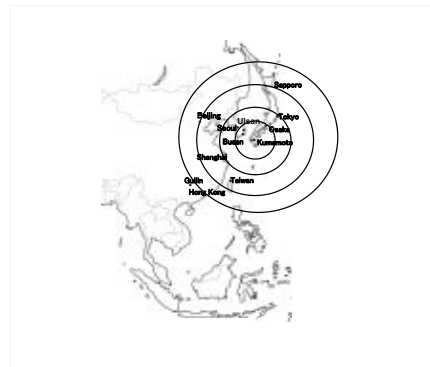 Sapporo
Beijing
Tokyo
Ulsan
Seoul
Osaka
Busan
Kumamoto
Shanghai
Guilin
Taiwan
Hong Kong